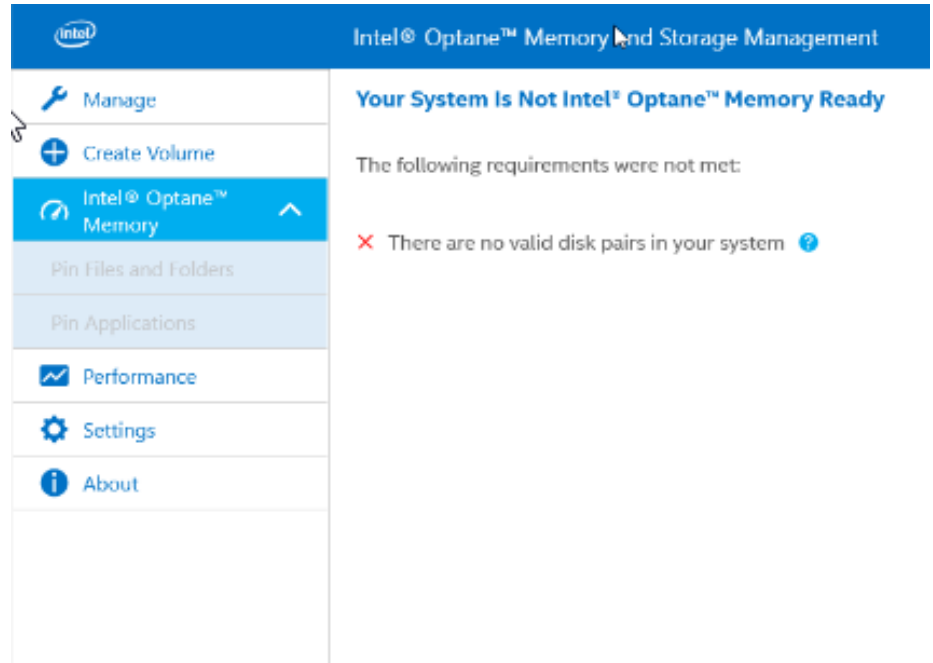 intel
Intel® Optane™ Memory and Storage Management
Manage
Create Volume
Intel® Optane™
Memory
Pin Files and Folders
Pin Applications
Performance
Settings
About
Your System Is Not Intel® Optane™ Memory Ready
The following requirements were not met:
There are no valid disk pairs in your system ?